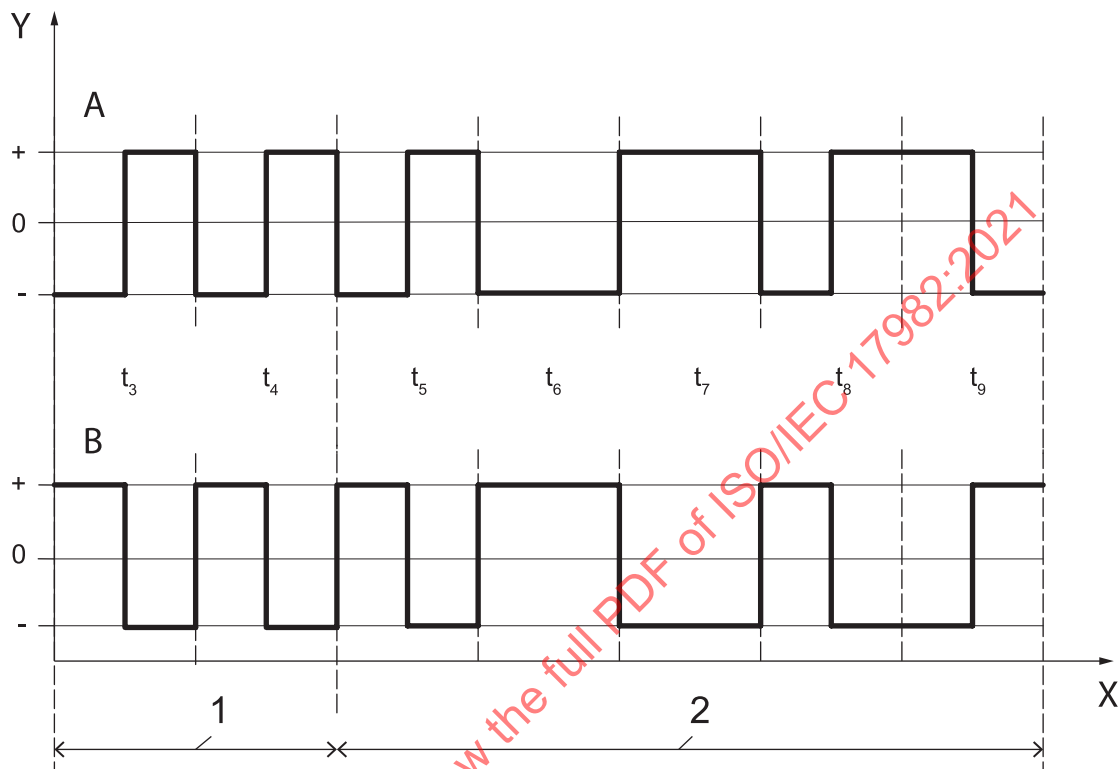 Y
A
+
0
-
t3 t4 t5 t6 t7 t8 t9
B
+
0
-
X
1 2
w the full PDF of ISO/IEC 17982:2021